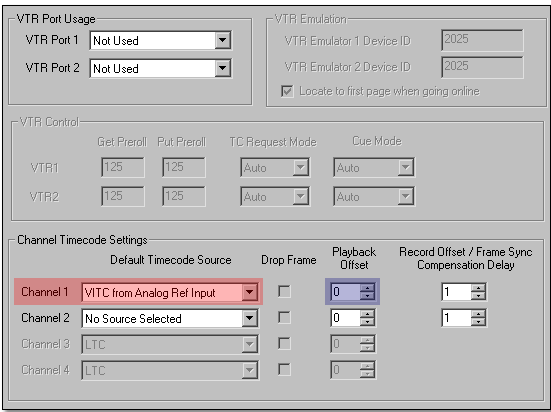 VTR Port Usage
VTR Port 1 Not Used
VTR Port 2 Not Used
VTR Emulation
VTR Emulator 1 Device ID 2025
VTR Emulator 2 Device ID 2025
Locate to first page when going online
VTR Control
Get Preroll Put Preroll TC Request Mode Cue Mode
VTR1 125 125 Auto Auto
VTR2 125 125 Auto Auto
Channel Timecode Settings
Default Timecode Source Drop Frame Playback Offset Record Offset / Frame Sync Compensation Delay
Channel 1 VITC from Analog Ref Input 0 1
Channel 2 No Source Selected 0 1
Channel 3 LTC 0
Channel 4 LTC 0